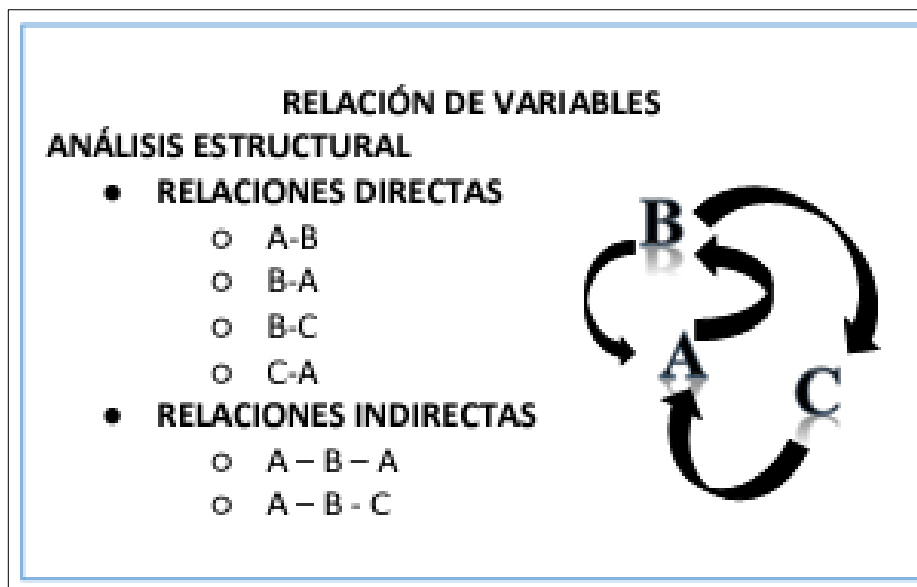 RELACIÓN DE VARIABLES
ANÁLISIS ESTRUCTURAL
● RELACIONES DIRECTAS
○ A-B
○ B-A
○ B-C
○ C-A
● RELACIONES INDIRECTAS
○ A – B – A
○ A – B - C
B
A
C